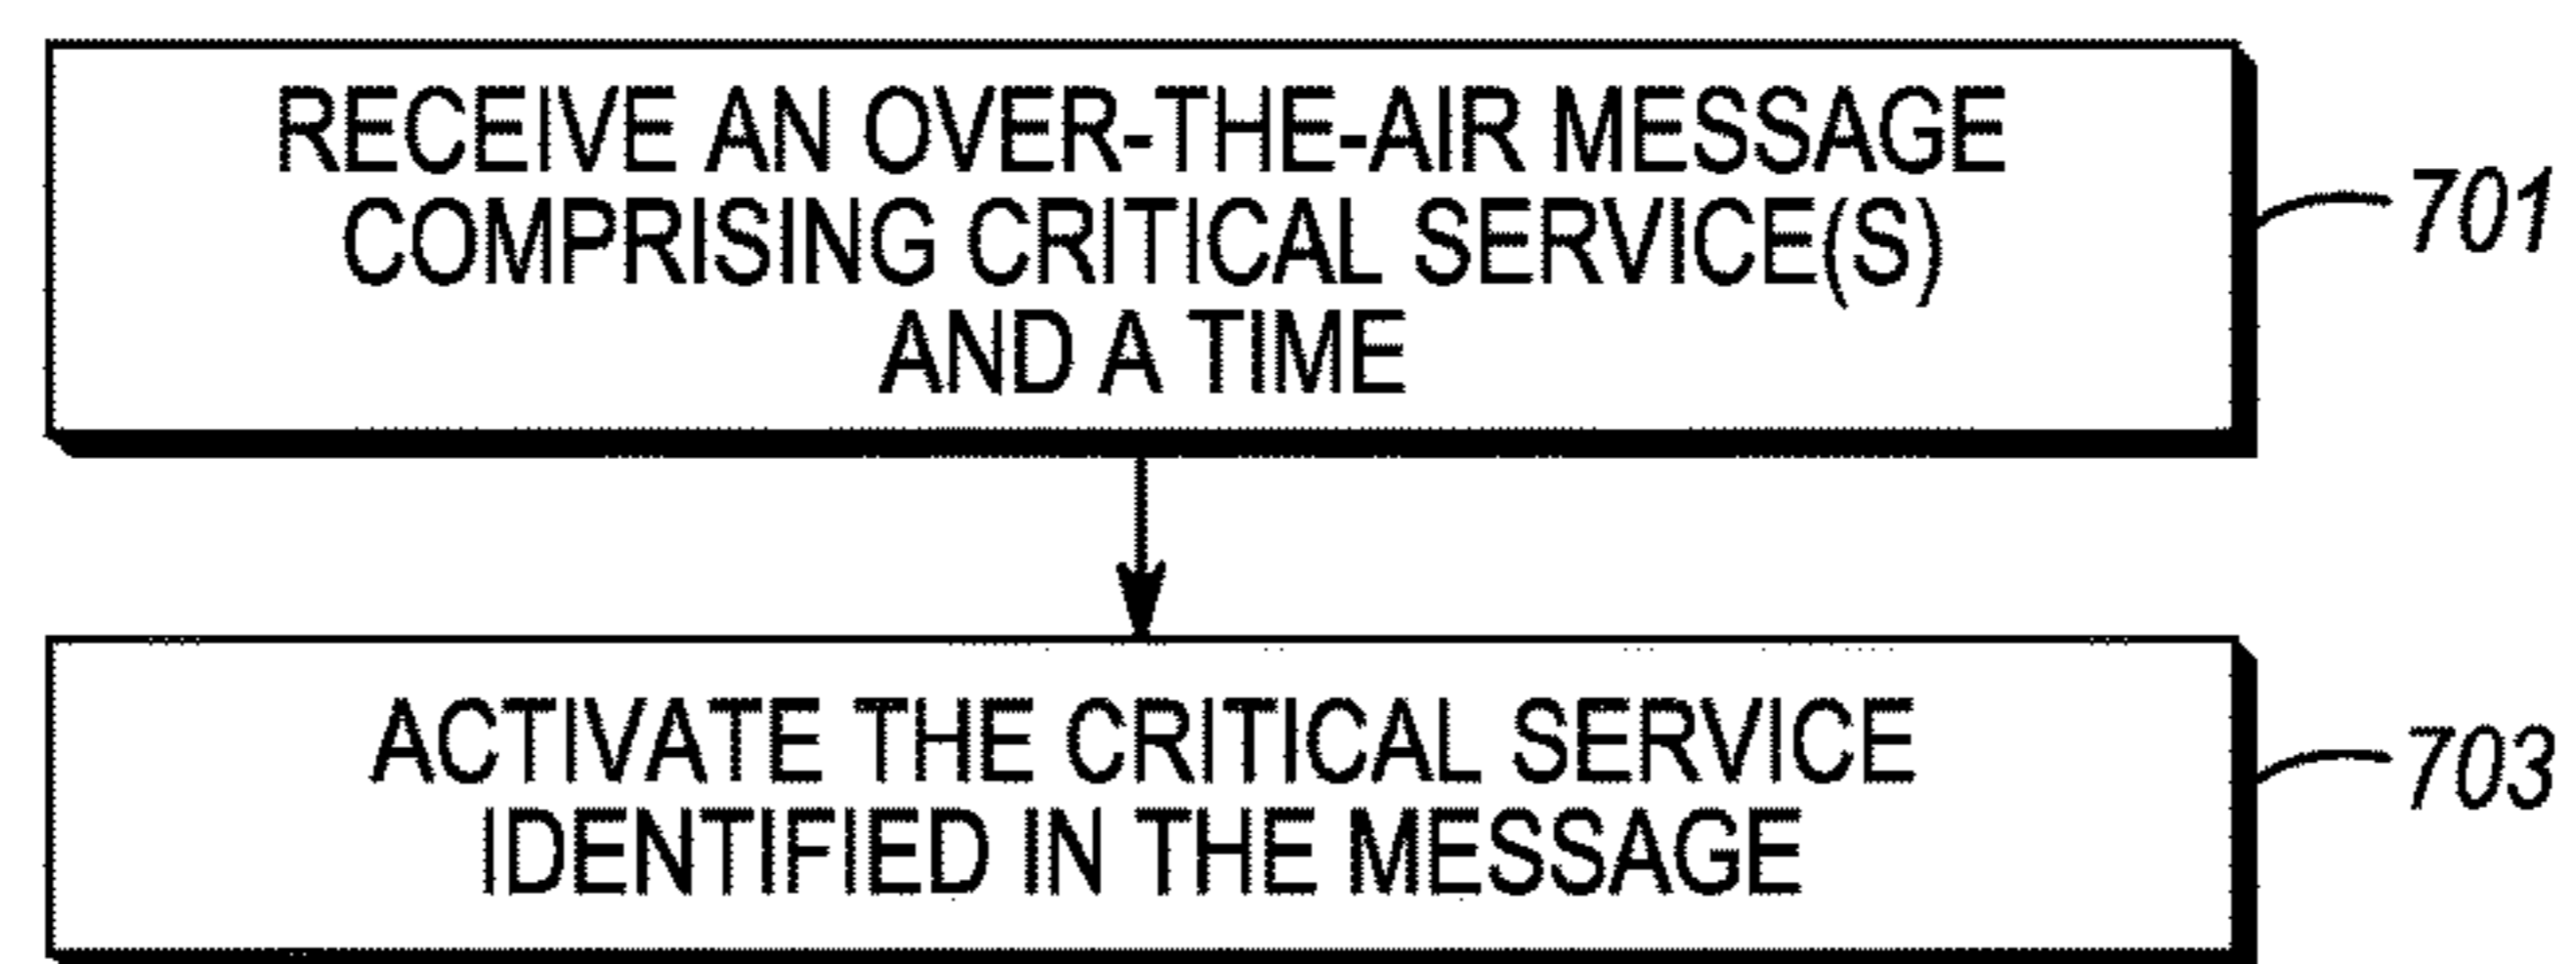 RECEIVE AN OVER-THE-AIR MESSAGE
COMPRISING CRITICAL SERVICE(S)
AND A TIME
701
ACTIVATE THE CRITICAL SERVICE
IDENTIFIED IN THE MESSAGE
703